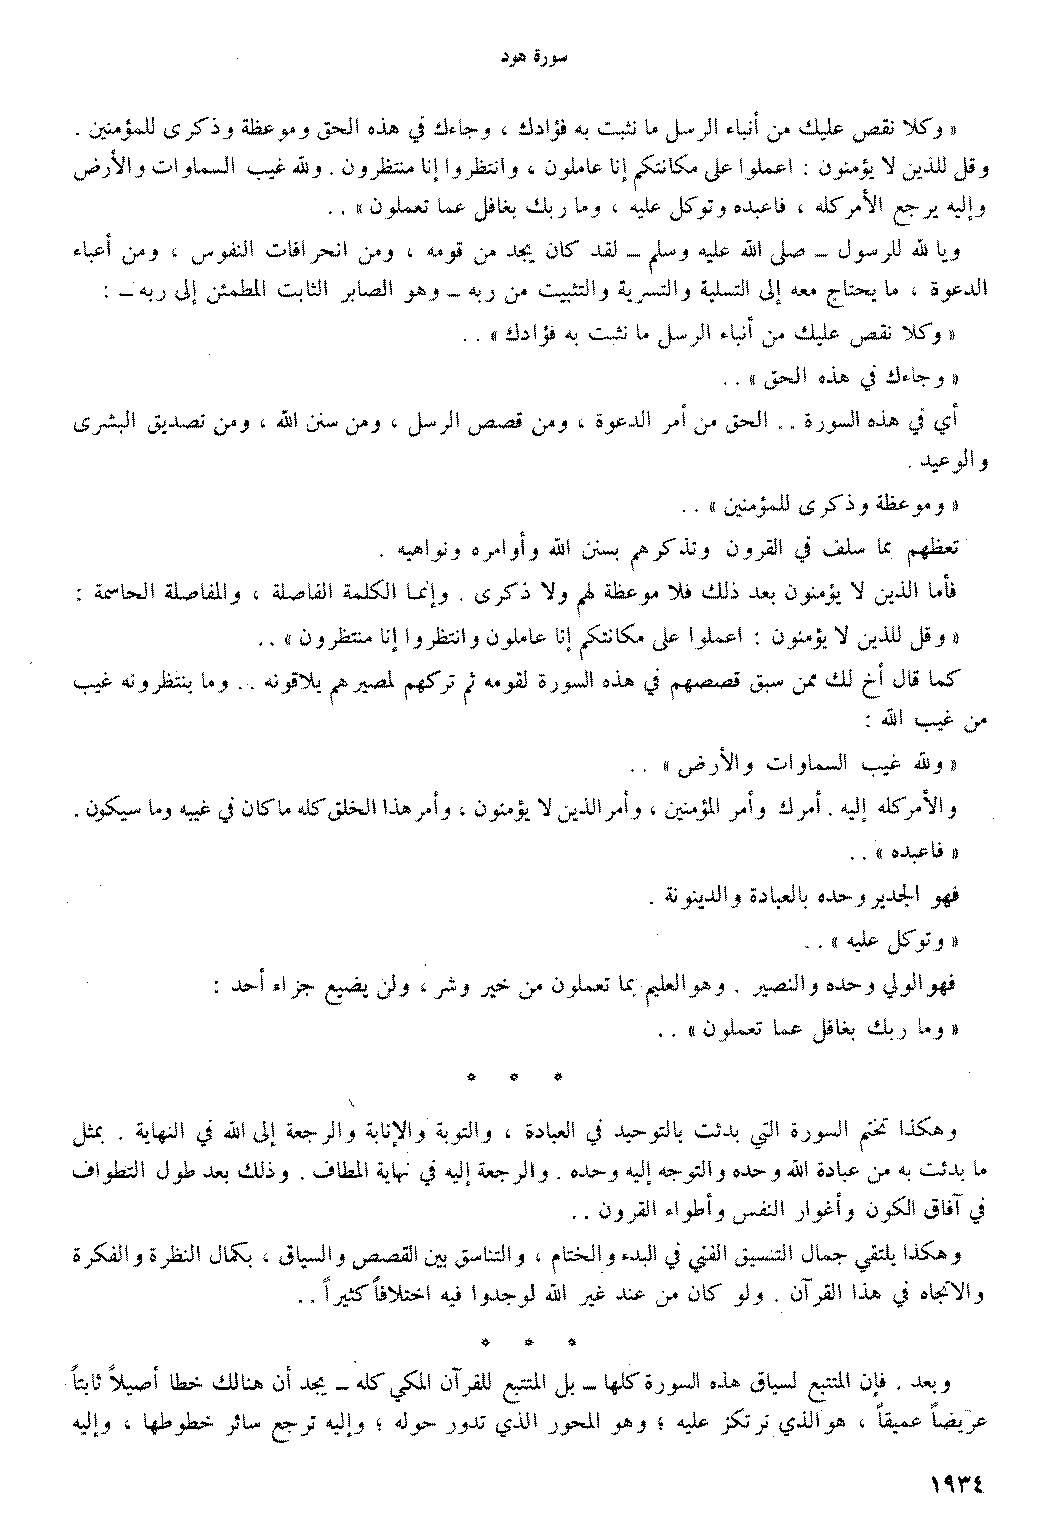 سورة هود
« وكلا نقص عليك من أنباء الرسل ما نثبت به فؤادك ، وجاءك في هذه الحق وموعظة وذكرى للمؤمنين .
وقل للذين لا يؤمنون : اعملوا على مكانتكم إنا عاملون ، وانتظروا إنا منتظرون . ولله غيب السماوات والأرض
وإليه يرجع الأمر كله ، فاعبده وتوكل عليه ، وما ربك بغافل عما تعملون » . .
ويا لله للرسول – صلى الله عليه وسلم – لقد كان يجد من قومه ، ومن انحرافات النفوس ، ومن أعباء
الدعوة ، ما يحتاج معه إلى التسلية والتسرية والتثبيت من ربه – وهو الصابر الثابت المطمئن إلى ربه – :
« وكلا نقص عليك من أنباء الرسل ما نثبت به فؤادك » . .
« وجاءك في هذه الحق » . .
أي في هذه السورة . . الحق من أمر الدعوة ، ومن قصص الرسل ، ومن سنن الله ، ومن تصديق البشرى
والوعيد .
« وموعظة وذكرى للمؤمنين » . .
تعظهم بما سلف في القرون وتذكرهم بسنن الله وأوامره ونواهيه .
فأما الذين لا يؤمنون بعد ذلك فلا موعظة لهم ولا ذكرى . وإنما الكلمة الفاصلة ، والمفاصلة الحاسمة :
« وقل للذين لا يؤمنون : اعملوا على مكانتكم إنا عاملون وانتظروا إنا منتظرون » . .
كما قال أخ لك ممن سبق قصصهم في هذه السورة لقومه ثم تركهم لمصيرهم يلاقونه . . وما ينتظرونه غيب
من غيب الله :
« ولله غيب السماوات والأرض » . .
والأمر كله إليه . أمرك وأمر المؤمنين ، وأمر الذين لا يؤمنون ، وأمر هذا الخلق كله ما كان في غيبه وما سيكون .
« فاعبده » . .
فهو الجدير وحده بالعبادة والدينونة .
« وتوكل عليه » . .
فهو الولي وحده والنصير . وهو العليم بما تعملون من خير وشر ، ولن يضيع جزاء أحد :
« وما ربك بغافل عما تعملون » . .
* * *
وهكذا تختم السورة التي بدئت بالتوحيد في العبادة ، والتوبة والإنابة والرجعة إلى الله في النهاية . بمثل
ما بدئت به من عبادة الله وحده والتوجه إليه وحده . والرجعة إليه في نهاية المطاف . وذلك بعد طول التطواف
في آفاق الكون وأغوار النفس وأطواء القرون . .
وهكذا يلتقي جمال التنسيق الفني في البدء والختام ، والتناسق بين القصص والسياق ، بكمال النظرة والفكرة
والاتجاه في هذا القرآن . ولو كان من عند غير الله لوجدوا فيه اختلافاً كثيراً . .
* * *
وبعد . فإن المتتبع لسياق هذه السورة كلها – بل المتتبع للقرآن المكي كله – يجد أن هنالك خطا أصيلاً ثابتاً
عريضاً عميقاً ، هو الذي ترتكز عليه ؛ وهو المحور الذي تدور حوله ؛ وإليه ترجع سائر خطوطها ، وإليه
١٩٣٤